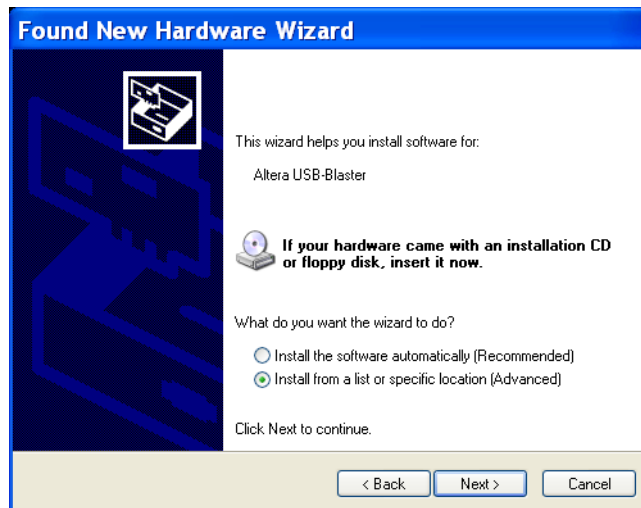 Found New Hardware Wizard
This wizard helps you install software for:
Altera USB-Blaster
If your hardware came with an installation CD
or floppy disk, insert it now.
What do you want the wizard to do?
Install the software automatically (Recommended)
Install from a list or specific location (Advanced)
Click Next to continue.
< Back
Next >
Cancel